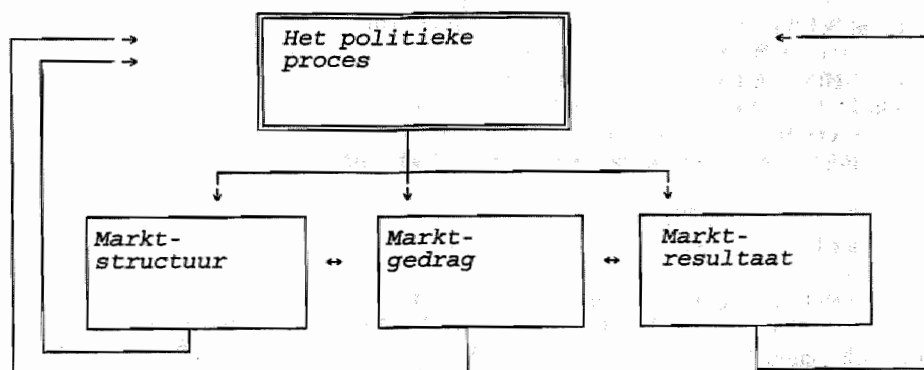 Het politieke
proces
Markt-
structuur
Markt-
gedrag
Markt-
resultaat